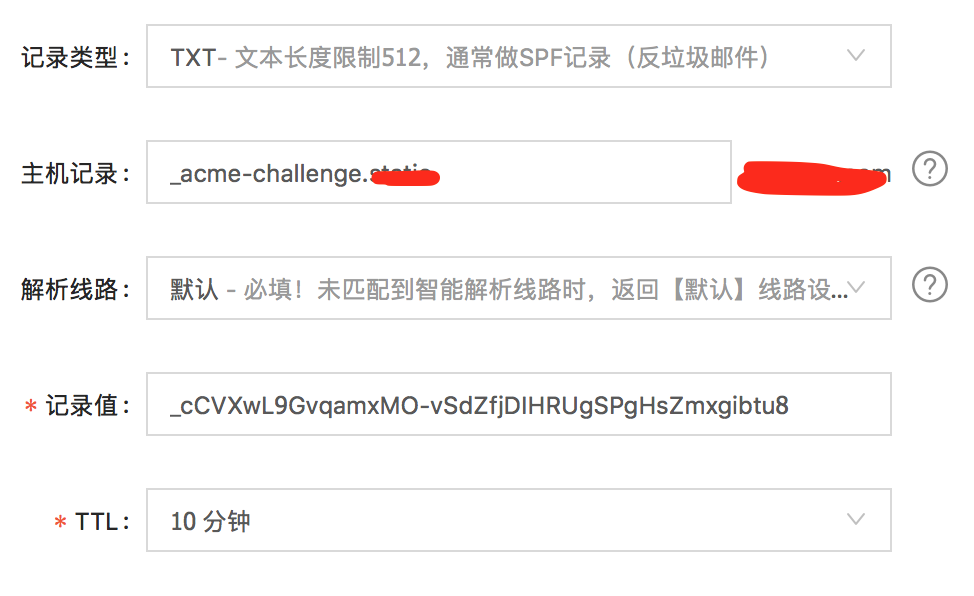 记录类型： TXT- 文本长度限制512，通常做SPF记录（反垃圾邮件）
主机记录： _acme-challenge.
解析线路： 默认 - 必填！未匹配到智能解析线路时，返回【默认】线路设...
* 记录值： _cCVXwL9GvqamxMO-vSdZfjDIHRUgSPgHsZmxgibtu8
* TTL： 10 分钟